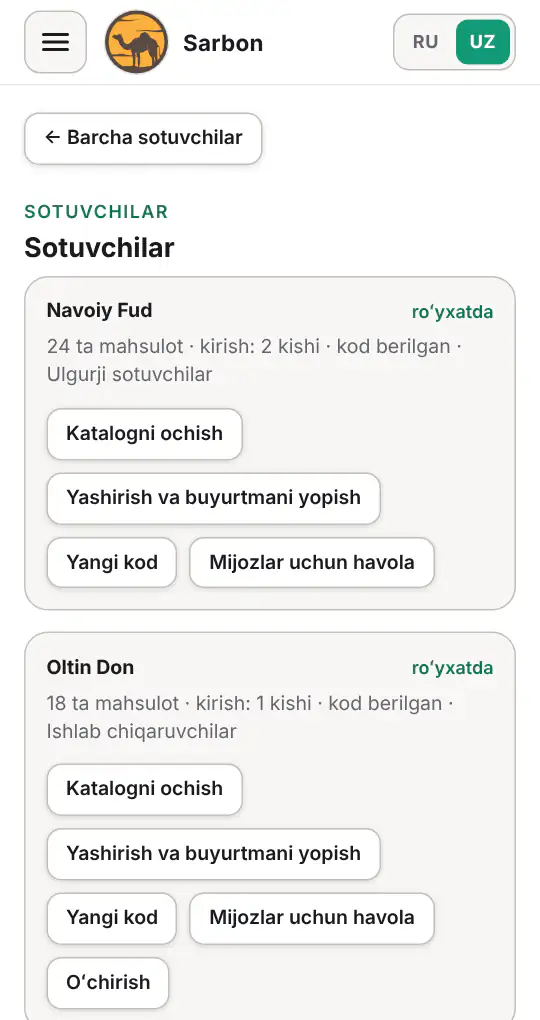 Sarbon
RU UZ
← Barcha sotuvchilar
SOTUVCHILAR
Sotuvchilar
Navoiy Fud roʻyxatda
24 ta mahsulot · kirish: 2 kishi · kod berilgan ·
Ulgurji sotuvchilar
Katalogni ochish
Yashirish va buyurtmani yopish
Yangi kod Mijozlar uchun havola
Oltin Don roʻyxatda
18 ta mahsulot · kirish: 1 kishi · kod berilgan ·
Ishlab chiqaruvchilar
Katalogni ochish
Yashirish va buyurtmani yopish
Yangi kod Mijozlar uchun havola
Oʻchirish